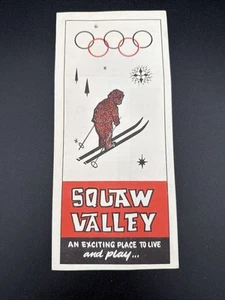 SQUAW
VALLEY
AN EXCITING PLACE TO LIVE
and play...